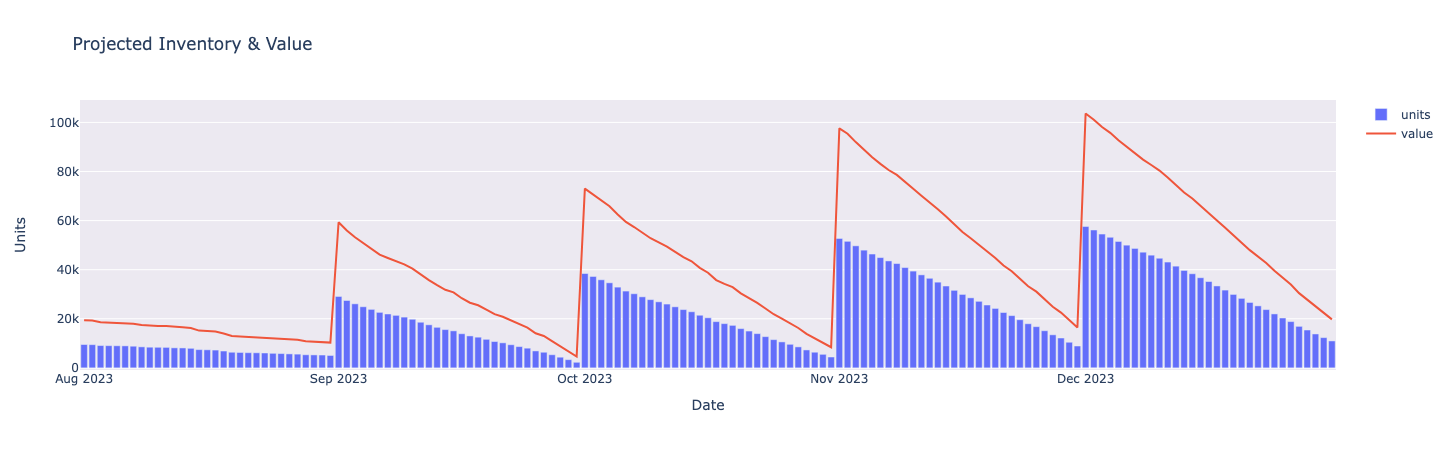 Projected Inventory & Value
units
value
100k
80k
60k
40k
20k
0
Units
Aug 2023 Sep 2023 Oct 2023 Nov 2023 Dec 2023
Date